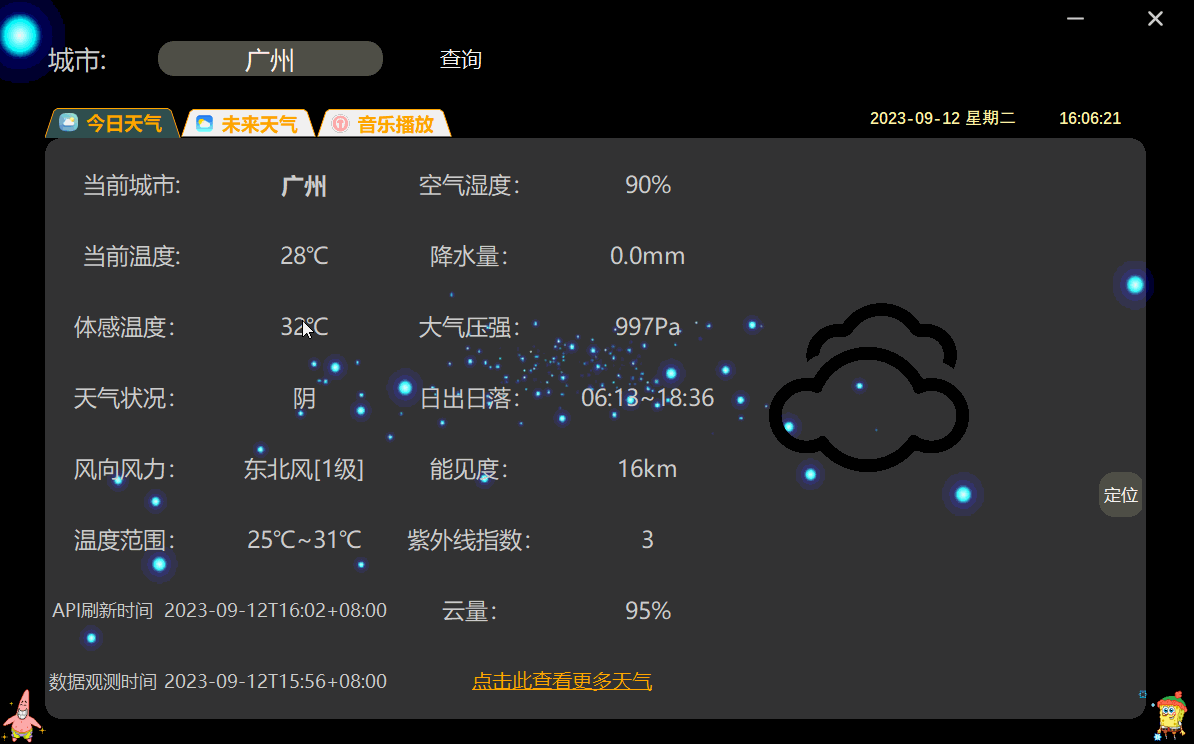 城市: 广州 查询
今日天气 未来天气 音乐播放 2023-09-12 星期二 16:06:21
当前城市: 广州 空气湿度: 90%
当前温度: 28℃ 降水量: 0.0mm
体感温度: 32℃ 大气压强: 997Pa
天气状况: 阴 日出日落: 06:13~18:36
风向风力: 东北风[1级] 能见度: 16km
定位
温度范围: 25℃~31℃ 紫外线指数: 3
API刷新时间 2023-09-12T16:02+08:00 云量: 95%
数据观测时间 2023-09-12T15:56+08:00 点击此查看更多天气